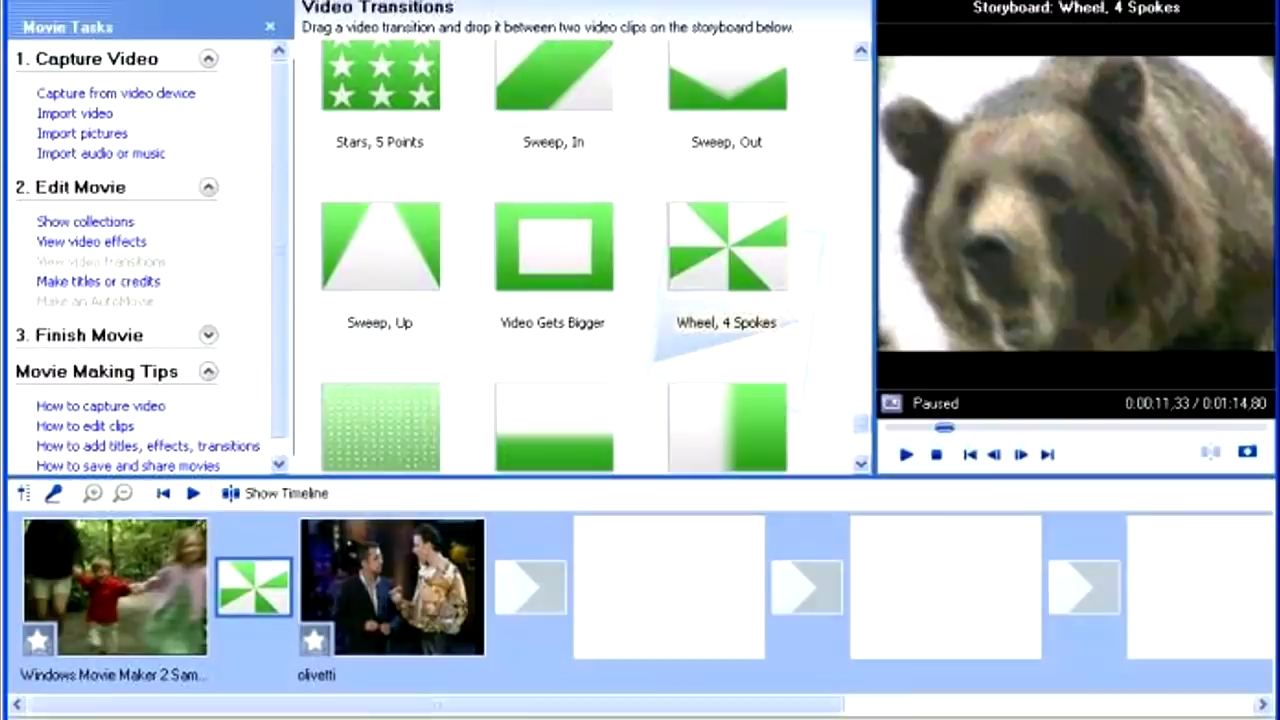 Movie Tasks
1. Capture Video
Capture from video device
Import video
Import pictures
Import audio or music
2. Edit Movie
Show collections
View video effects
View video transitions
Make titles or credits
Make an AutoMovie
3. Finish Movie
Movie Making Tips
How to capture video
How to edit clips
How to add titles, effects, transitions
How to save and share movies
Video Transitions
Drag a video transition and drop it between two video clips on the storyboard below.
Stars, 5 Points
Sweep, In
Sweep, Out
Sweep, Up
Video Gets Bigger
Wheel, 4 Spokes
Storyboard: Wheel, 4 Spokes
Paused
0:00:11,33 / 0:01:14,80
Show Timeline
Windows Movie Maker 2 Sam...
olivetti